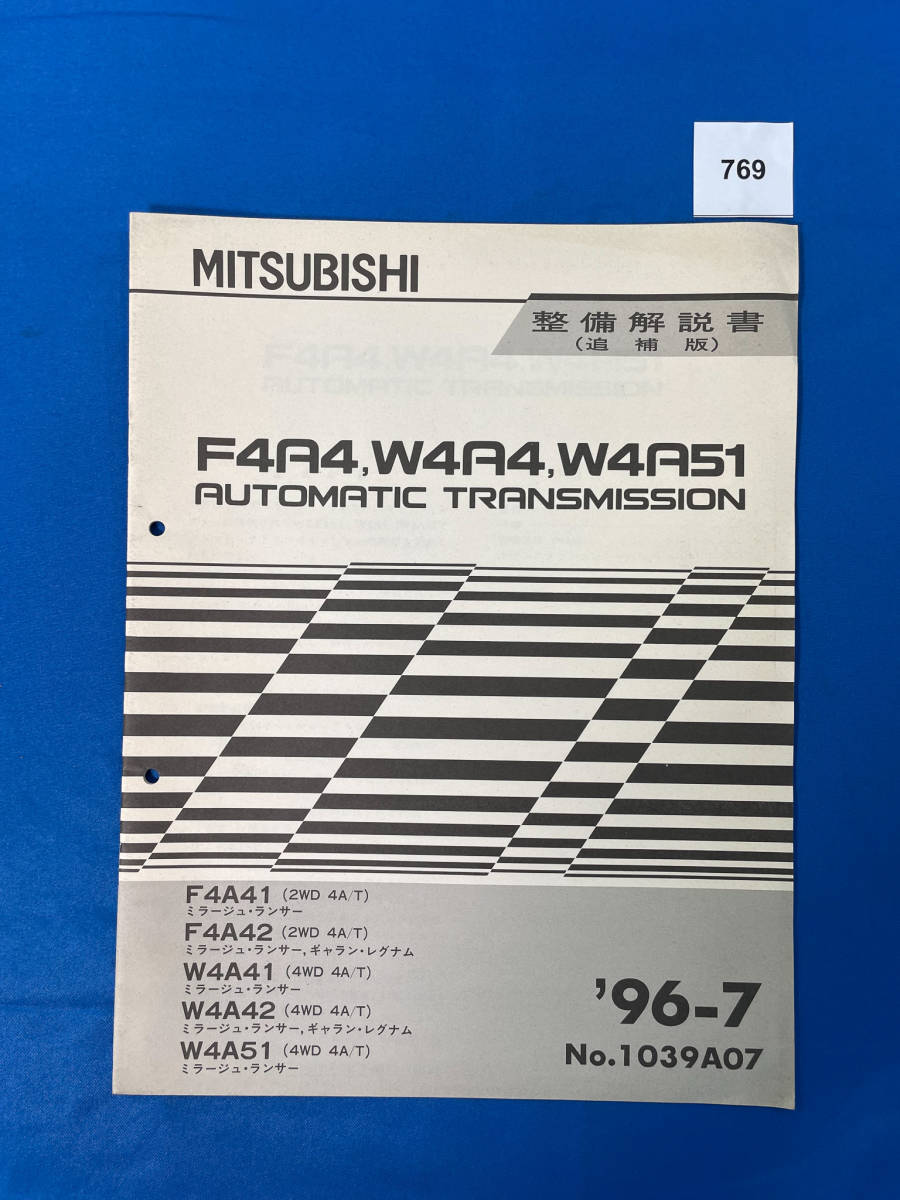 769
MITSUBISHI
整備解説書
(追補版)
F4A4,W4A4,W4A51
AUTOMATIC TRANSMISSION
F4A41 (2WD 4A/T)
ミラージュ・ランサー
F4A42 (2WD 4A/T)
ミラージュ・ランサー,ギャラン・レグナム
W4A41 (4WD 4A/T)
ミラージュ・ランサー
W4A42 (4WD 4A/T)
ミラージュ・ランサー,ギャラン・レグナム
W4A51 (4WD 4A/T)
ミラージュ・ランサー
'96-7
No.1039A07